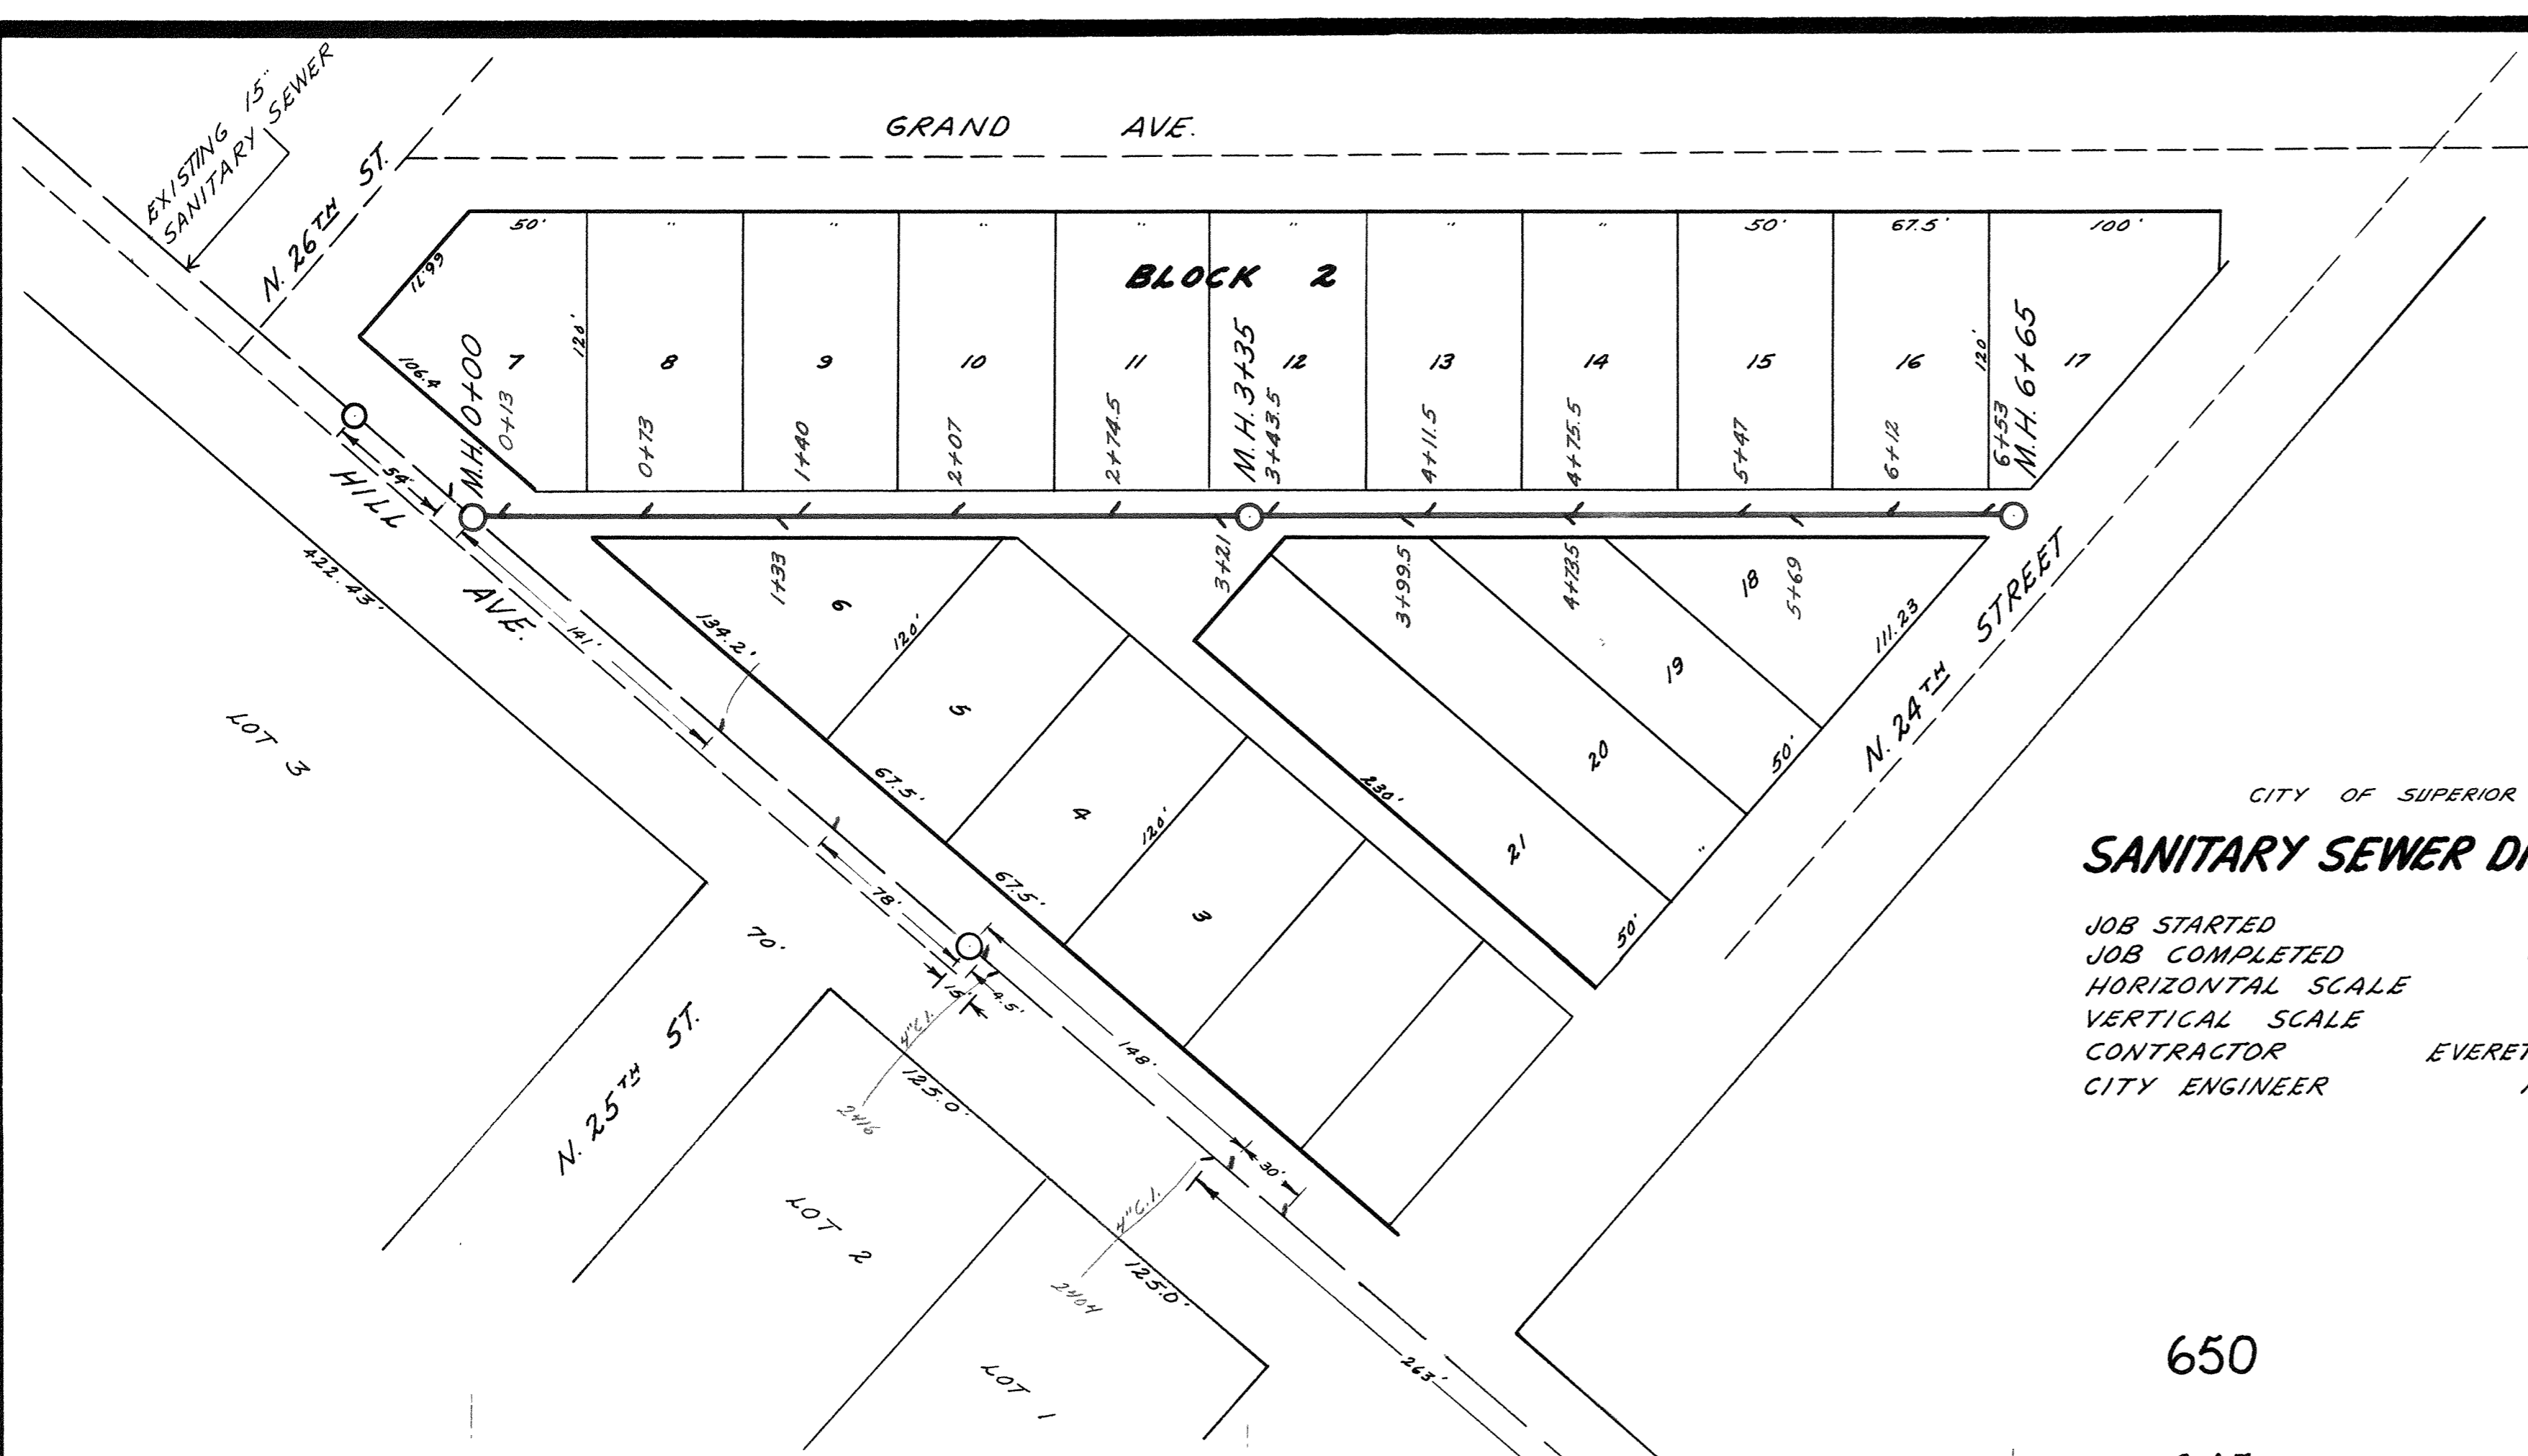 EXISTING 15"
SANITARY SEWER
N. 26TH ST.
GRAND AVE.
50' " " " " " " 50' 67.5' 100'
66.71
106.4
120'
120'
BLOCK 2
7 8 9 10 11 12 13 14 15 16 17
M.H. 0+00
0+13
0+73
1+40
2+07
2+74.5
M.H. 3+35
3+43.5
4+11.5
4+75.5
5+47
6+12
6+53
M.H. 6+65
54'
HILL AVE.
422.43'
141'
1+33
3+21
3+99.5
4+73.5
5+69
6
134.2'
120'
5
67.5'
4
120'
67.5'
3
18
19
20
21
111.23
50'
"
50'
230'
N. 24TH STREET
LOT 3
70'
78'
15'
4.5'
148'
30'
263'
4" C.I.
2416
125.0'
N. 25TH ST.
LOT 2
4" C.I.
2404
125.0'
LOT 1
CITY OF SUPERIOR
SANITARY SEWER
JOB STARTED
JOB COMPLETED
HORIZONTAL SCALE
VERTICAL SCALE
CONTRACTOR EVERET
CITY ENGINEER
650